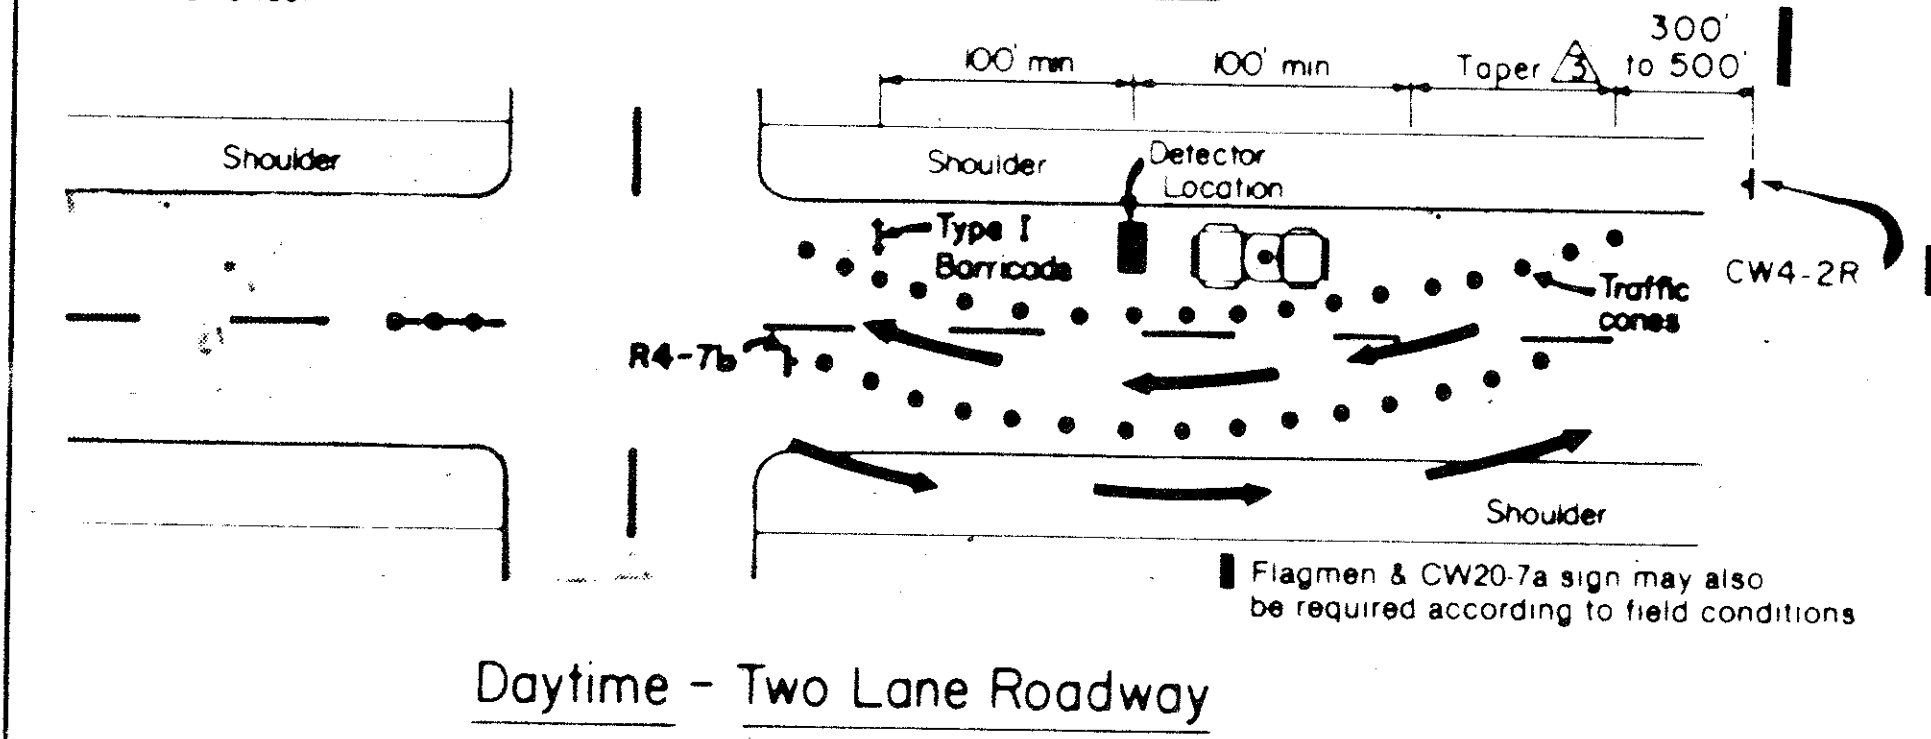 300'
100' min
100' min
Taper 3
to 500'
Shoulder
Shoulder
Detector
Location
Type I
Barricade
CW4-2R
Traffic
cones
R4-7b
Shoulder
Flagmen & CW20-7a sign may also
be required according to field conditions
Daytime - Two Lane Roadway